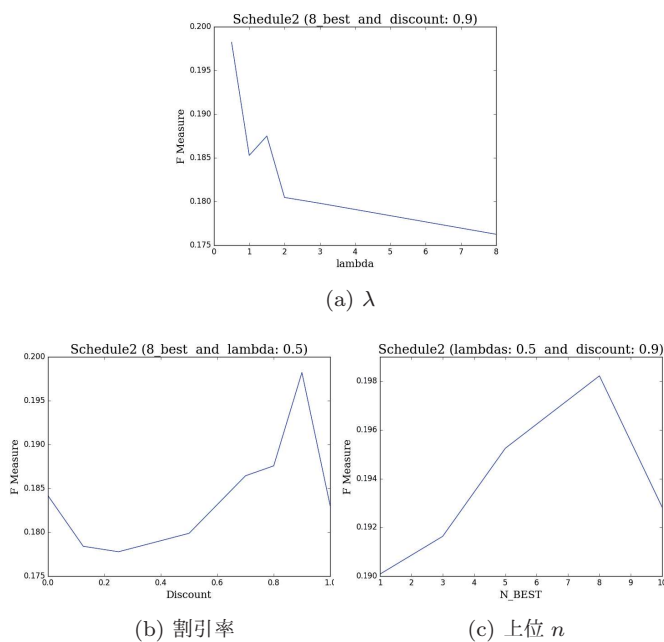 Schedule2 (8_best and discount: 0.9)
0.200
0.195
0.190
0.185
0.180
0.175
F Measure
0 1 2 3 4 5 6 7 8
lambda
(a) λ
Schedule2 (8_best and lambda: 0.5)
0.200
0.195
0.190
0.185
0.180
0.175
F Measure
0.0 0.2 0.4 0.6 0.8 1.0
Discount
(b) 割引率
Schedule2 (lambdas: 0.5 and discount: 0.9)
0.198
0.196
0.194
0.192
0.190
F Measure
1 2 3 4 5 6 7 8 9 10
N_BEST
(c) 上位 n